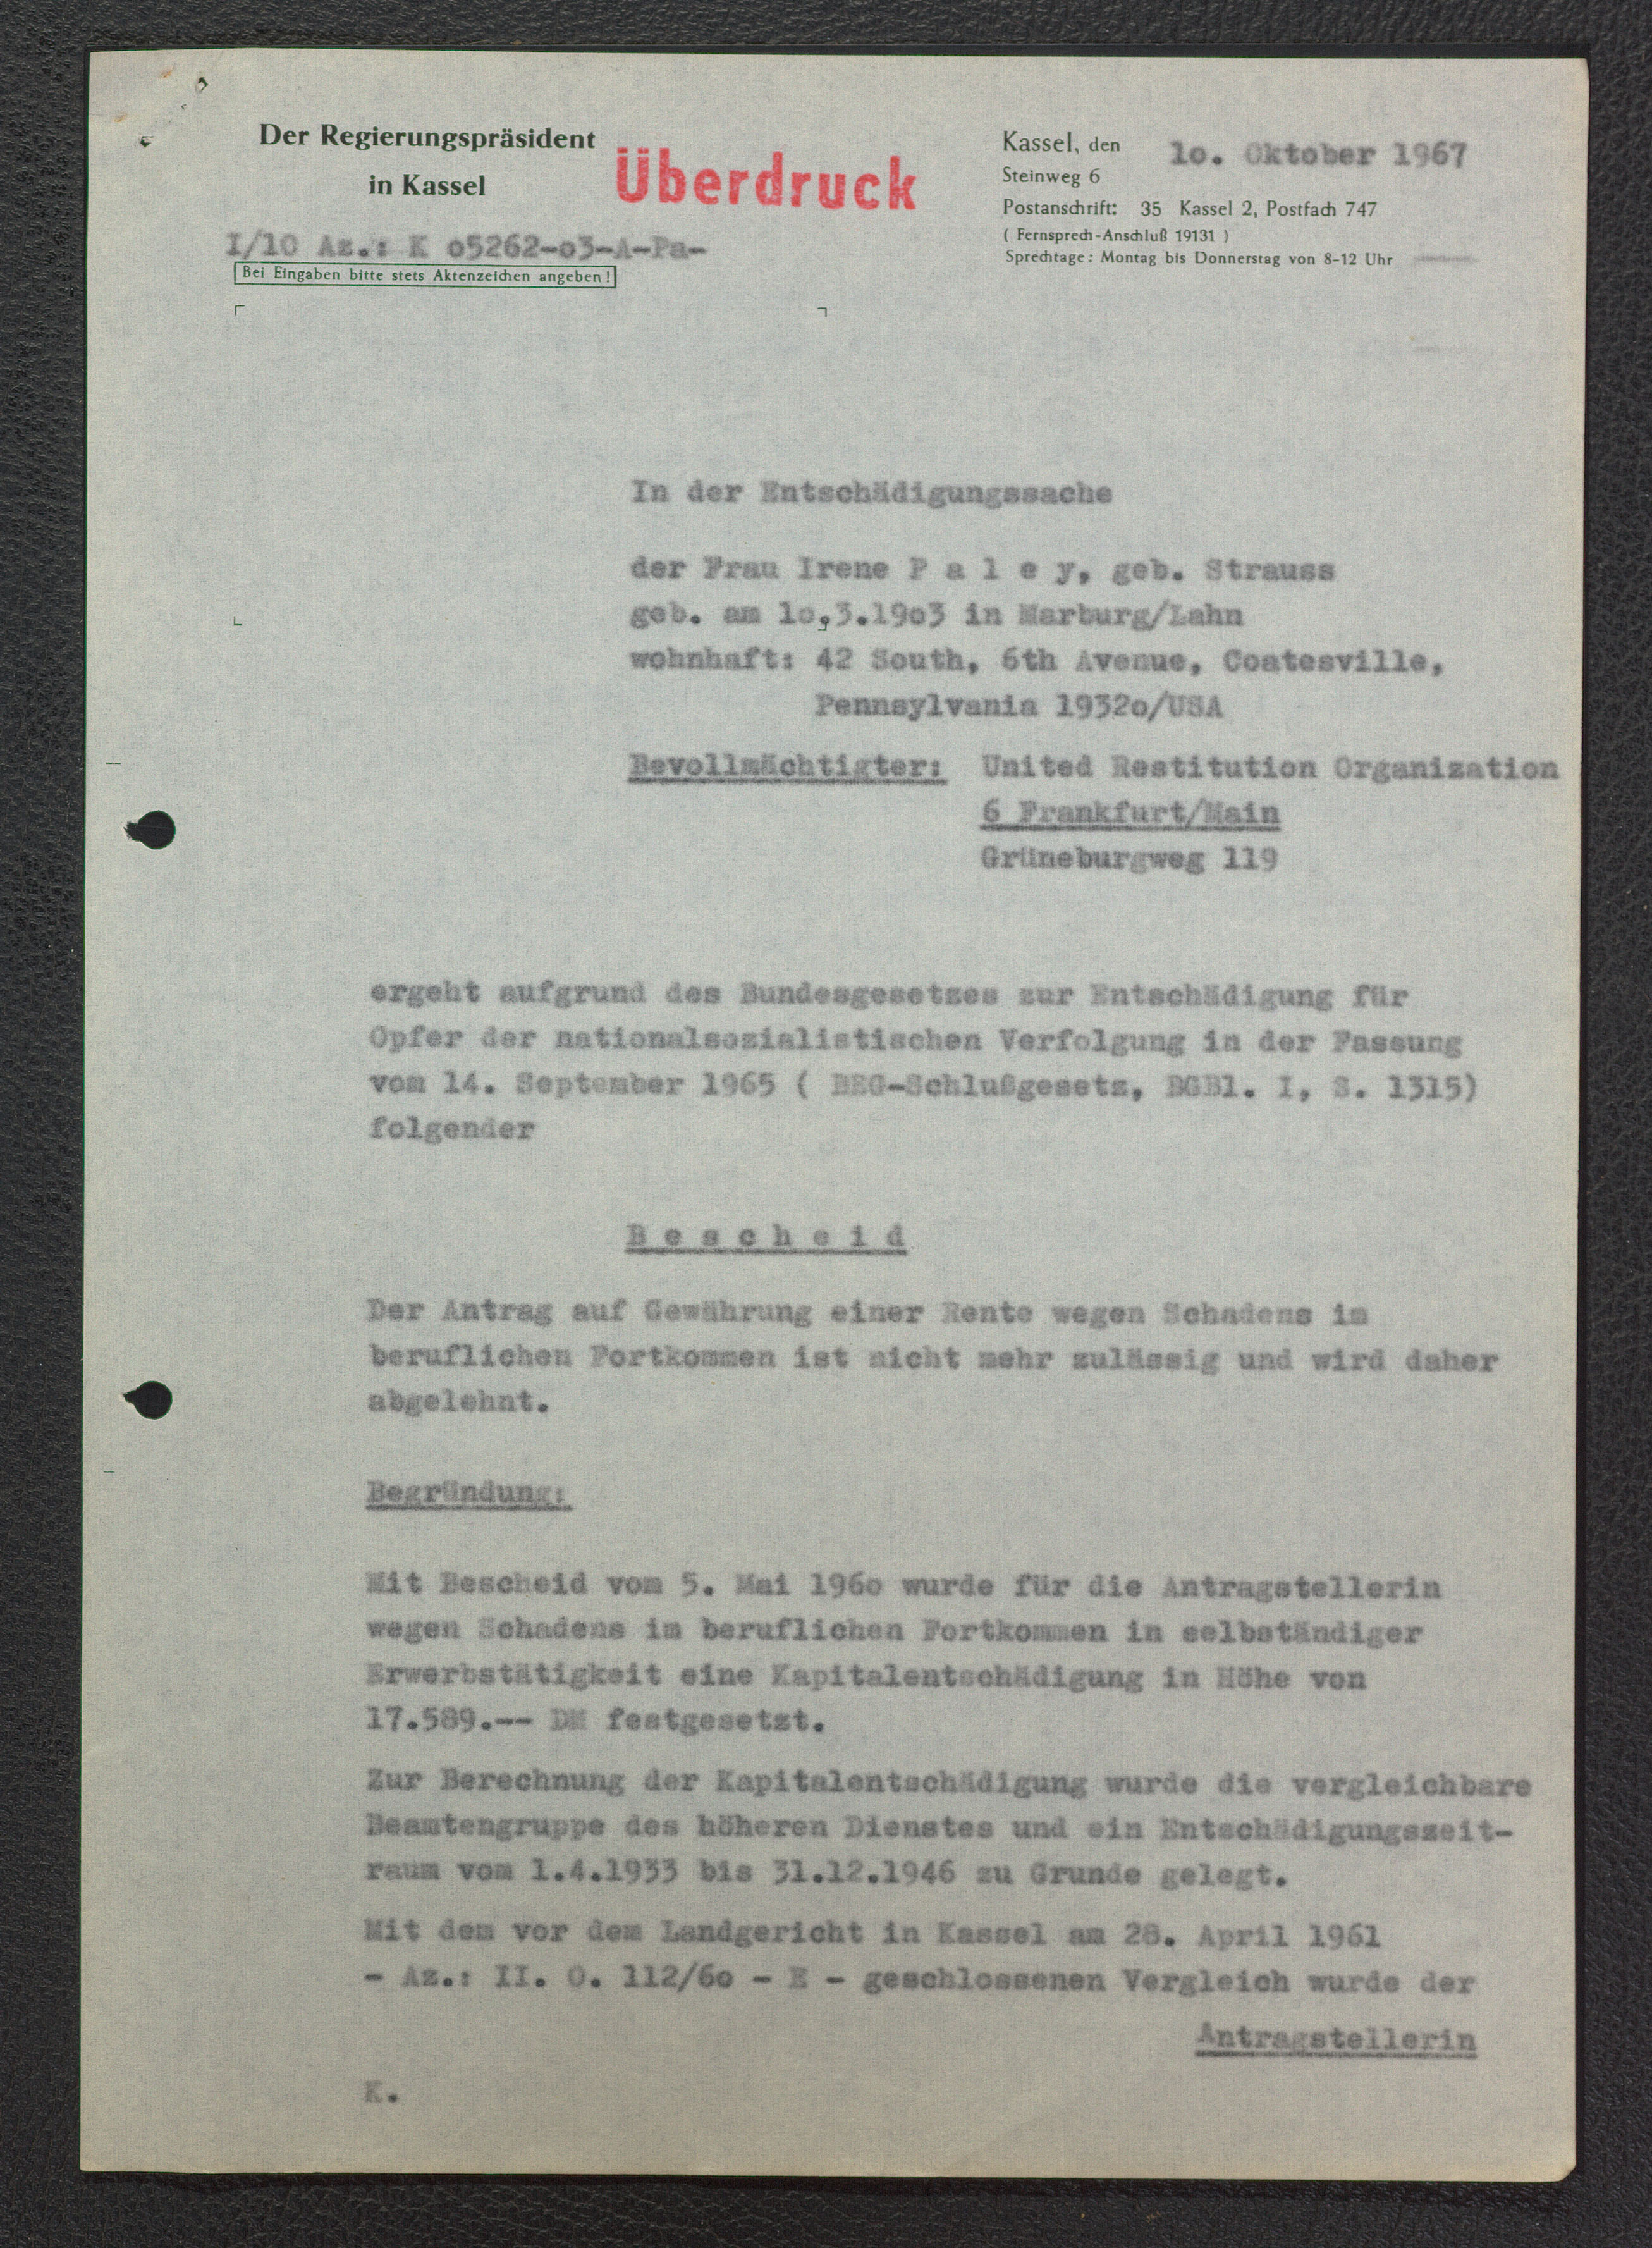 Der Regierungspräsident
in Kassel
Überdruck
I/10 Az.: K o5262-o3-A-Pa-
Bei Eingaben bitte stets Aktenzeichen angeben!
Kassel, den 1o. Oktober 1967
Steinweg 6
Postanschrift: 35 Kassel 2, Postfach 747
( Fernsprech-Anschluß 19131 )
Sprechtage: Montag bis Donnerstag von 8-12 Uhr
In der Entschädigungssache
der Frau Irene P a l e y, geb. Strauss
geb. am 1o.3.19o3 in Marburg/Lahn
wohnhaft: 42 South, 6th Avenue, Coatesville,
Pennsylvania 1932o/USA
Bevollmächtigter: United Restitution Organization
6 Frankfurt/Main
Grüneburgweg 119
ergeht aufgrund des Bundesgesetzes zur Entschädigung für
Opfer der nationalsozialistischen Verfolgung in der Fassung
vom 14. September 1965 ( BEG-Schlußgesetz, BGBl. I, S. 1315)
folgender
B e s c h e i d
Der Antrag auf Gewährung einer Rente wegen Schadens im
beruflichen Fortkommen ist nicht mehr zulässig und wird daher
abgelehnt.
Begründung:
Mit Bescheid vom 5. Mai 196o wurde für die Antragstellerin
wegen Schadens im beruflichen Fortkommen in selbständiger
Erwerbstätigkeit eine Kapitalentschädigung in Höhe von
17.589.-- DM festgesetzt.
Zur Berechnung der Kapitalentschädigung wurde die vergleichbare
Beamtengruppe des höheren Dienstes und ein Entschädigungszeit-
raum vom 1.4.1933 bis 31.12.1946 zu Grunde gelegt.
Mit dem vor dem Landgericht in Kassel am 28. April 1961
- Az.: II. O. 112/6o - E - geschlossenen Vergleich wurde der
Antragstellerin
K.